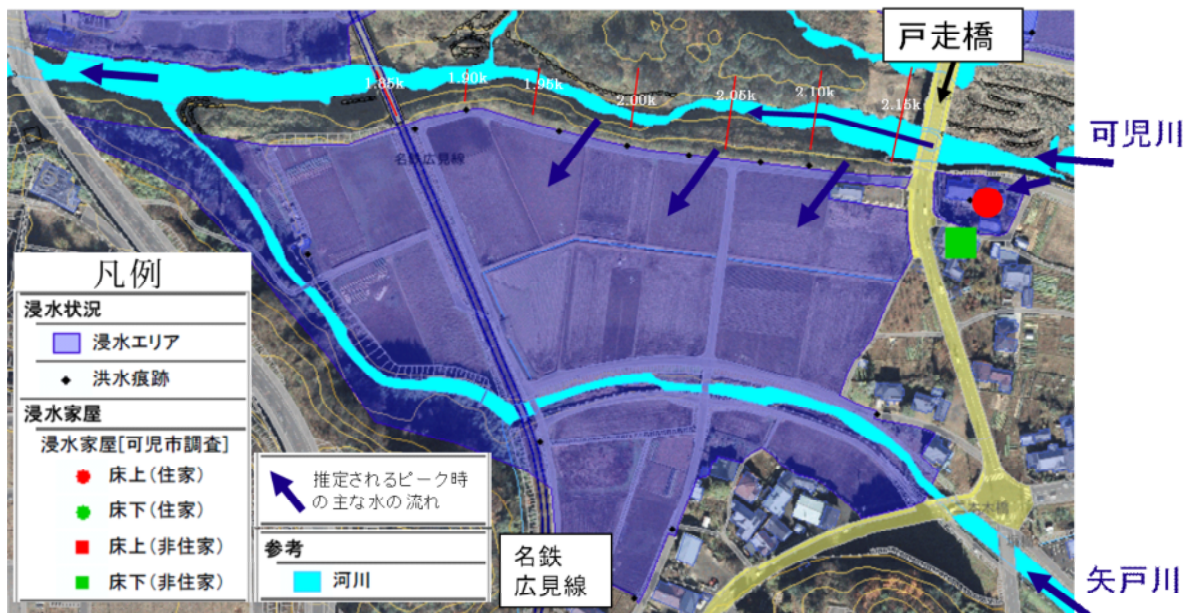 戸走橋
可児川
1.85k
1.90k
1.95k
2.00k
2.05k
2.10k
2.15k
名鉄広見線
凡例
浸水状況
浸水エリア
洪水痕跡
浸水家屋
浸水家屋[可児市調査]
床上(住家)
床下(住家)
床上(非住家)
床下(非住家)
推定されるピーク時
の主な水の流れ
参考
河川
名鉄
広見線
矢戸川